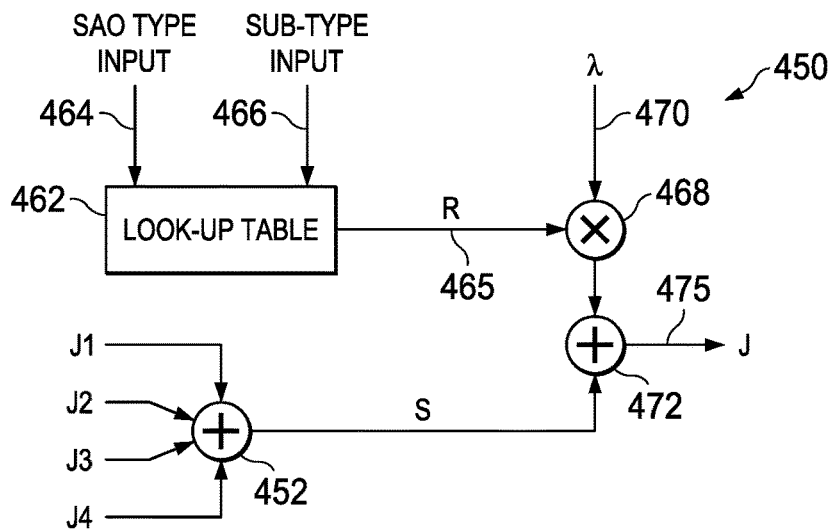 SAO TYPE INPUT
SUB-TYPE INPUT
λ
450
464
466
470
462
LOOK-UP TABLE
R
465
468
475
J
472
J1
J2
J3
J4
S
452